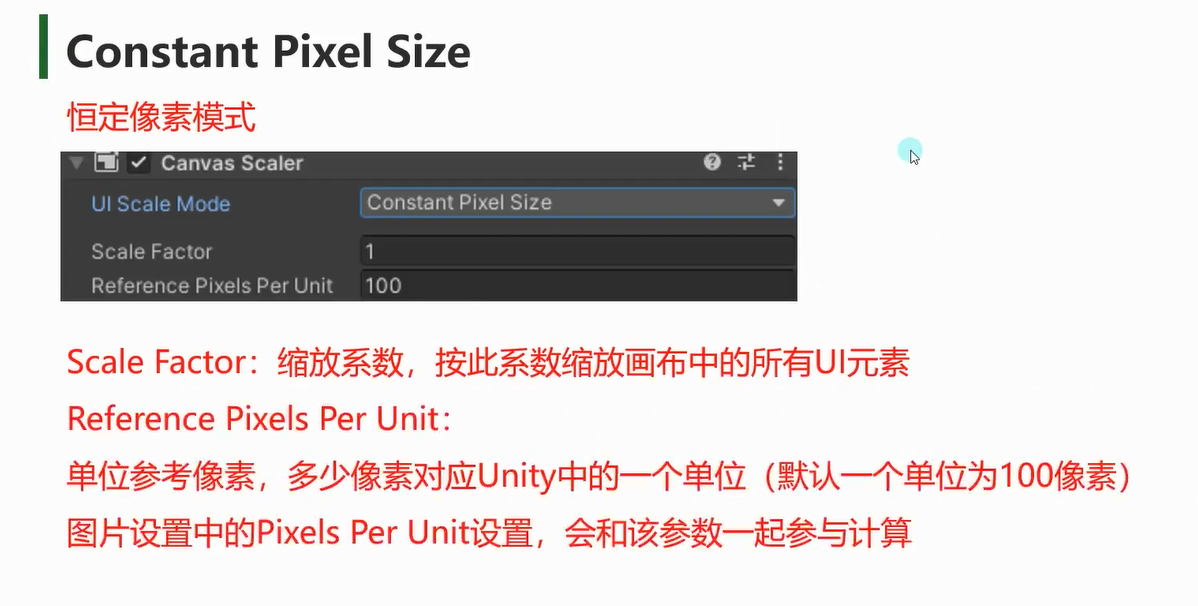 Constant Pixel Size
恒定像素模式
Canvas Scaler
UI Scale Mode Constant Pixel Size
Scale Factor 1
Reference Pixels Per Unit 100
Scale Factor：缩放系数，按此系数缩放画布中的所有UI元素
Reference Pixels Per Unit：
单位参考像素，多少像素对应Unity中的一个单位（默认一个单位为100像素）
图片设置中的Pixels Per Unit设置，会和该参数一起参与计算